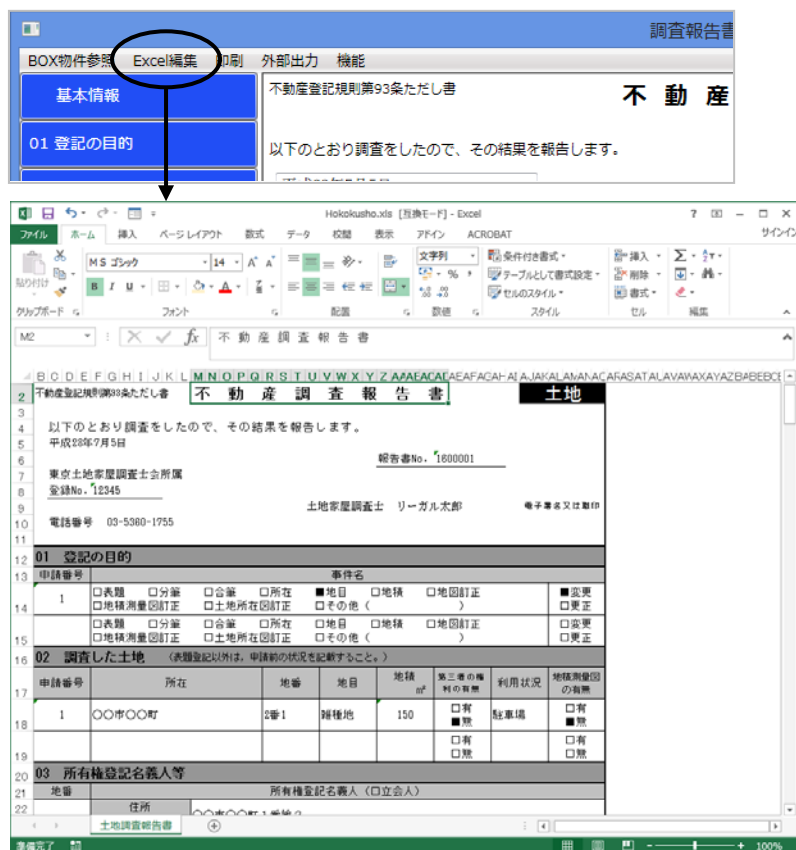 調査報告書
BOX物件参照 Excel編集 印刷 外部出力 機能
基本情報
不動産登記規則第93条ただし書
不 動 産
01 登記の目的
以下のとおり調査をしたので、その結果を報告します。
Hokokusho.xls [互換モード] - Excel
ファイル ホーム 挿入 ページ レイアウト 数式 データ 校閲 表示 アドイン ACROBAT サインイン
貼り付け
MS ゴシック 14
文字列
条件付き書式
テーブルとして書式設定
セルのスタイル
挿入
削除
書式
クリップボード フォント 配置 数値 スタイル セル 編集
M2 fx 不 動 産 調 査 報 告 書
不動産登記規則第93条ただし書 不 動 産 調 査 報 告 書 土地
以下のとおり調査をしたので、その結果を報告します。
平成28年7月5日
報告書No. 1600001
東京土地家屋調査士会所属
登録No. 12345
土地家屋調査士 リーガル太郎 電子署名又は職印
電話番号 03-5360-1755
01 登記の目的
申請番号 事件名
1 □表題 □分筆 □合筆 □所在 ■地目 □地積 □地図訂正 ■変更
□地積測量図訂正 □土地所在図訂正 □その他 ( ) □更正
□表題 □分筆 □合筆 □所在 □地目 □地積 □地図訂正 □変更
□地積測量図訂正 □土地所在図訂正 □その他 ( ) □更正
02 調査した土地 (表題登記以外は、申請前の状況を記載すること。)
申請番号 所在 地番 地目 地積 ㎡ 第三者の権利の有無 利用状況 地積測量図の有無
1 〇〇市〇〇町 2番1 雑種地 150 □有 ■無 駐車場 □有 ■無
□有 □無 □有 □無
03 所有権登記名義人等
地番 所有権登記名義人 (□立会人)
住所
土地調査報告書
準備完了 100%